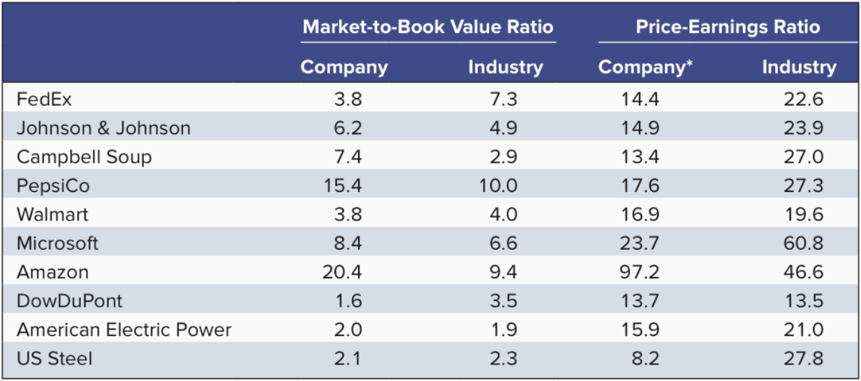 Market-to-Book Value Ratio Price-Earnings Ratio
Company Industry Company* Industry
FedEx 3.8 7.3 14.4 22.6
Johnson & Johnson 6.2 4.9 14.9 23.9
Campbell Soup 7.4 2.9 13.4 27.0
PepsiCo 15.4 10.0 17.6 27.3
Walmart 3.8 4.0 16.9 19.6
Microsoft 8.4 6.6 23.7 60.8
Amazon 20.4 9.4 97.2 46.6
DowDuPont 1.6 3.5 13.7 13.5
American Electric Power 2.0 1.9 15.9 21.0
US Steel 2.1 2.3 8.2 27.8